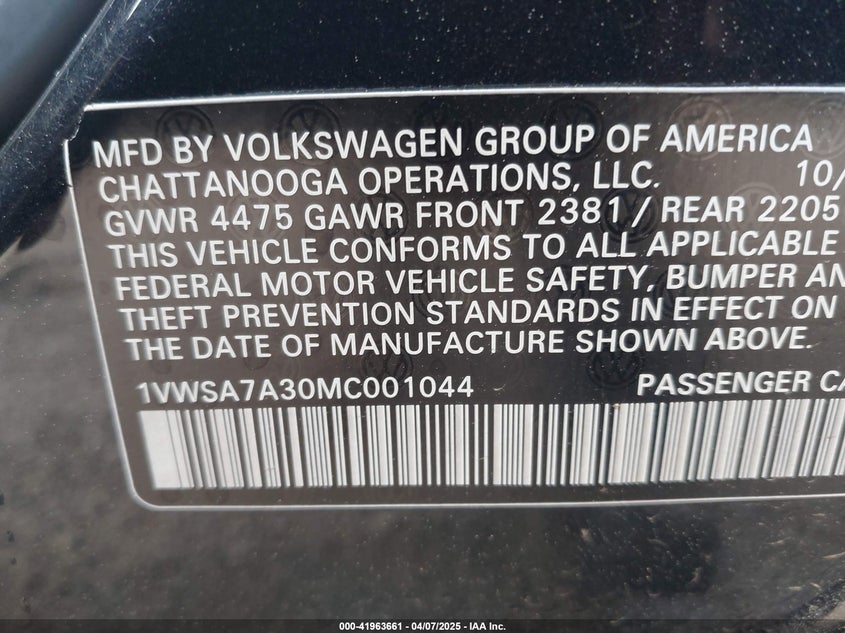 MFD BY VOLKSWAGEN GROUP OF AMERICA
CHATTANOOGA OPERATIONS, LLC. 10/
GVWR 4475 GAWR FRONT 2381 / REAR 2205
THIS VEHICLE CONFORMS TO ALL APPLICABLE
FEDERAL MOTOR VEHICLE SAFETY, BUMPER AN
THEFT PREVENTION STANDARDS IN EFFECT ON
THE DATE OF MANUFACTURE SHOWN ABOVE.
1VWSA7A30MC001044 PASSENGER CA
000-41963661 - 04/07/2025 - IAA Inc.